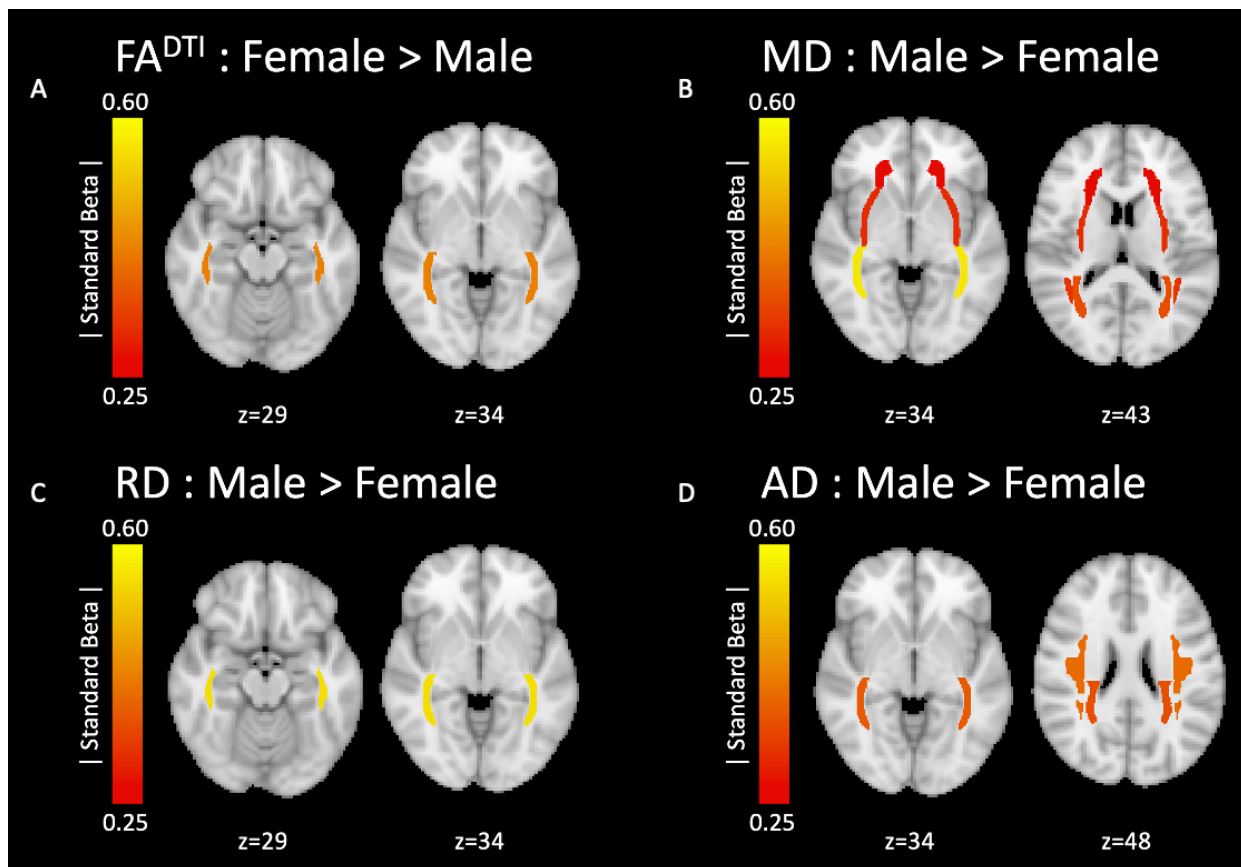 FA^DTI : Female > Male
A
0.60
| Standard Beta |
0.25
z=29
z=34
MD : Male > Female
B
0.60
| Standard Beta |
0.25
z=34
z=43
RD : Male > Female
C
0.60
| Standard Beta |
0.25
z=29
z=34
AD : Male > Female
D
0.60
| Standard Beta |
0.25
z=34
z=48